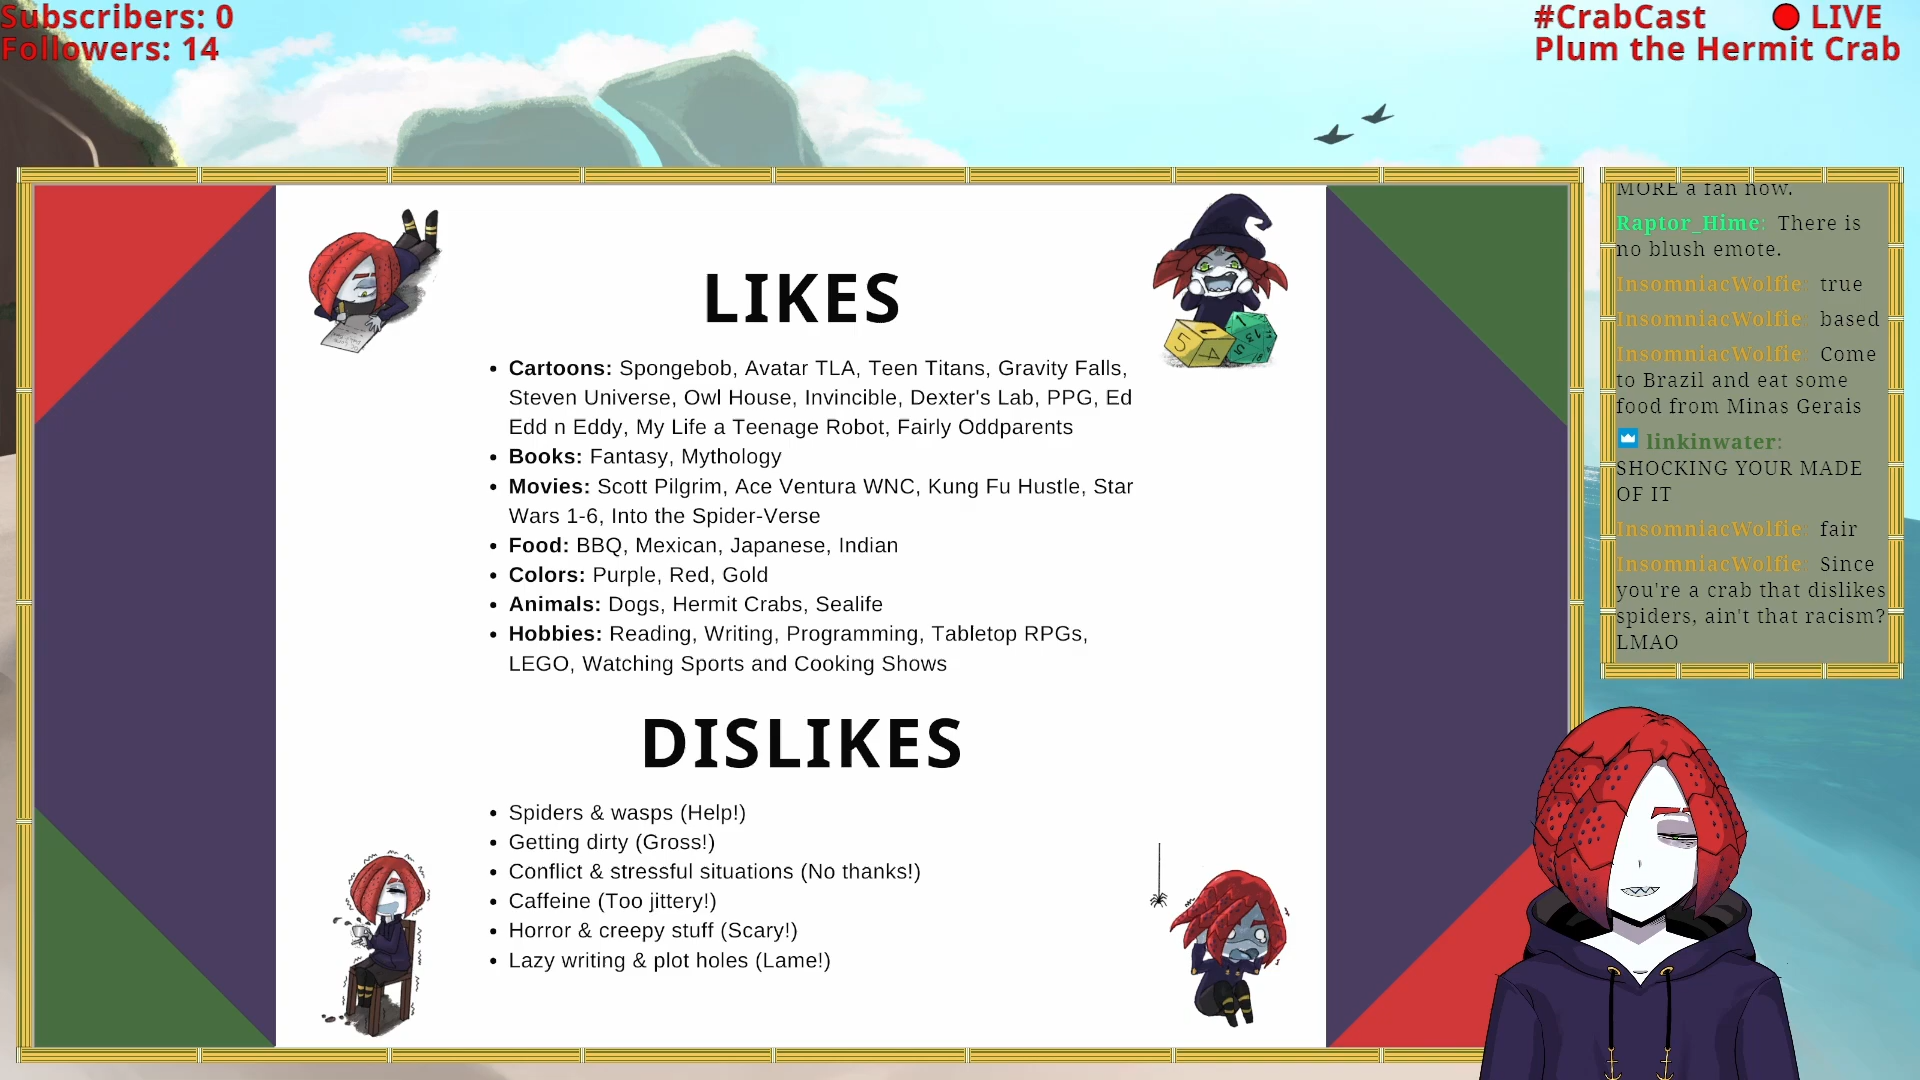 Subscribers: 0
Followers: 14
#CrabCast
LIVE
Plum the Hermit Crab
LIKES
• Cartoons: Spongebob, Avatar TLA, Teen Titans, Gravity Falls,
Steven Universe, Owl House, Invincible, Dexter's Lab, PPG, Ed
Edd n Eddy, My Life a Teenage Robot, Fairly Oddparents
• Books: Fantasy, Mythology
• Movies: Scott Pilgrim, Ace Ventura WNC, Kung Fu Hustle, Star
Wars 1-6, Into the Spider-Verse
• Food: BBQ, Mexican, Japanese, Indian
• Colors: Purple, Red, Gold
• Animals: Dogs, Hermit Crabs, Sealife
• Hobbies: Reading, Writing, Programming, Tabletop RPGs,
LEGO, Watching Sports and Cooking Shows
DISLIKES
• Spiders & wasps (Help!)
• Getting dirty (Gross!)
• Conflict & stressful situations (No thanks!)
• Caffeine (Too jittery!)
• Horror & creepy stuff (Scary!)
• Lazy writing & plot holes (Lame!)
MORE a fan now.
Raptor_Hime: There is
no blush emote.
InsomniacWolfie: true
InsomniacWolfie: based
InsomniacWolfie: Come
to Brazil and eat some
food from Minas Gerais
linkinwater:
SHOCKING YOUR MADE
OF IT
InsomniacWolfie: fair
InsomniacWolfie: Since
you're a crab that dislikes
spiders, ain't that racism?
LMAO